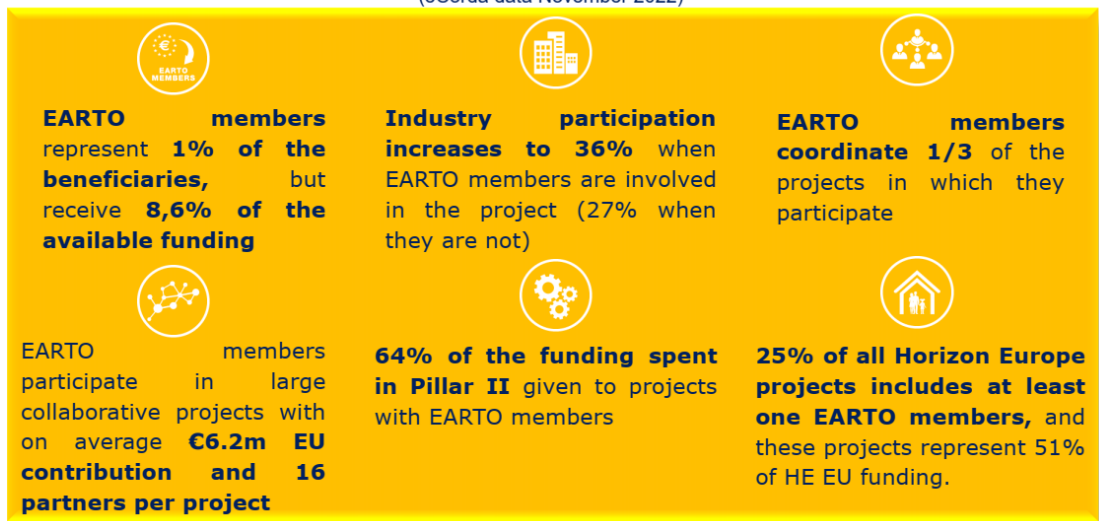 (eCorda data November 2022)
EARTO
MEMBERS
EARTO members
represent 1% of the
beneficiaries, but
receive 8,6% of the
available funding
Industry participation
increases to 36% when
EARTO members are involved
in the project (27% when
they are not)
EARTO members
coordinate 1/3 of the
projects in which they
participate
EARTO members
participate in large
collaborative projects with
on average €6.2m EU
contribution and 16
partners per project
64% of the funding spent
in Pillar II given to projects
with EARTO members
25% of all Horizon Europe
projects includes at least
one EARTO members, and
these projects represent 51%
of HE EU funding.